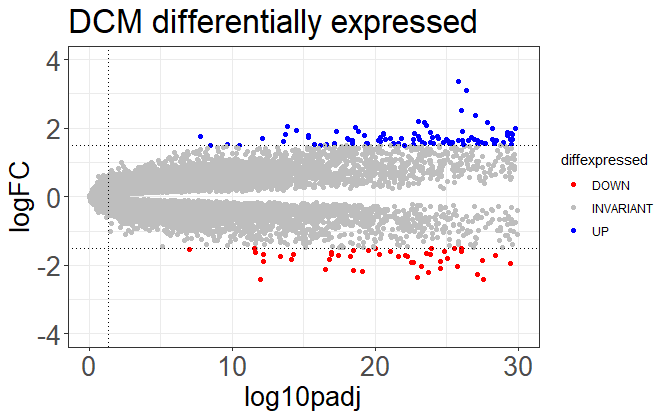 DCM differentially expressed
4
2
0
-2
-4
logFC
0
10
20
30
log10padj
diffexpressed
DOWN
INVARIANT
UP